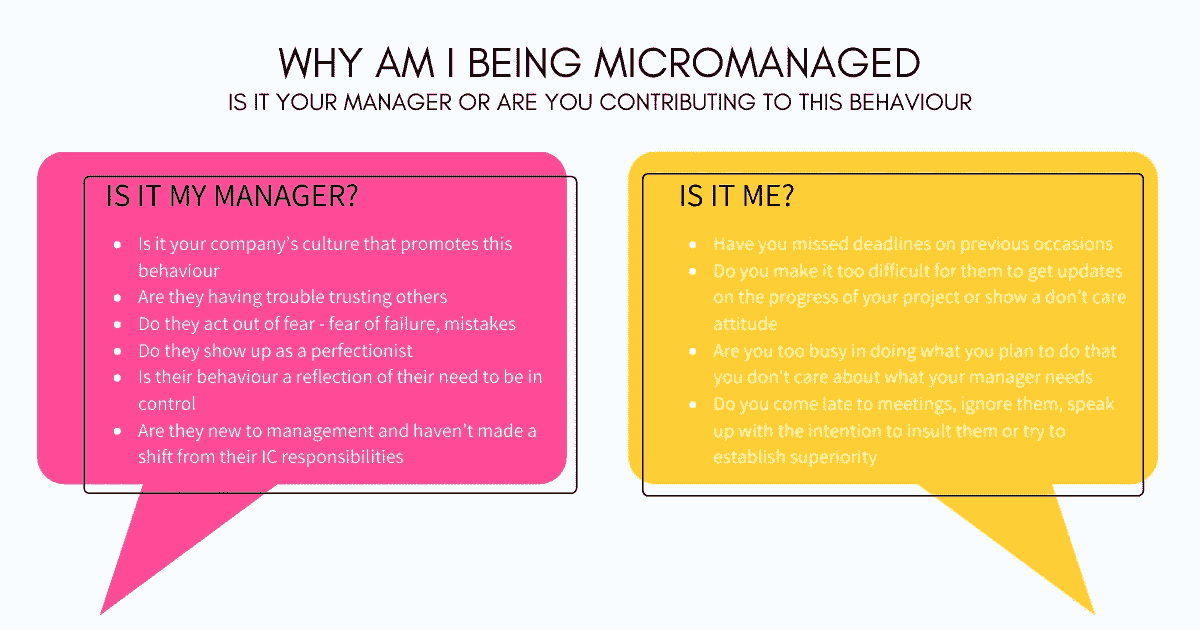 WHY AM I BEING MICROMANAGED
IS IT YOUR MANAGER OR ARE YOU CONTRIBUTING TO THIS BEHAVIOUR
IS IT MY MANAGER?
• Is it your company's culture that promotes this
behaviour
• Are they having trouble trusting others
• Do they act out of fear - fear of failure, mistakes
• Do they show up as a perfectionist
• Is their behaviour a reflection of their need to be in
control
• Are they new to management and haven't made a
shift from their IC responsibilities
IS IT ME?
• Have you missed deadlines on previous occasions
• Do you make it too difficult for them to get updates
on the progress of your project or show a don't care
attitude
• Are you too busy in doing what you plan to do that
you don't care about what your manager needs
• Do you come late to meetings, ignore them, speak
up with the intention to insult them or try to
establish superiority